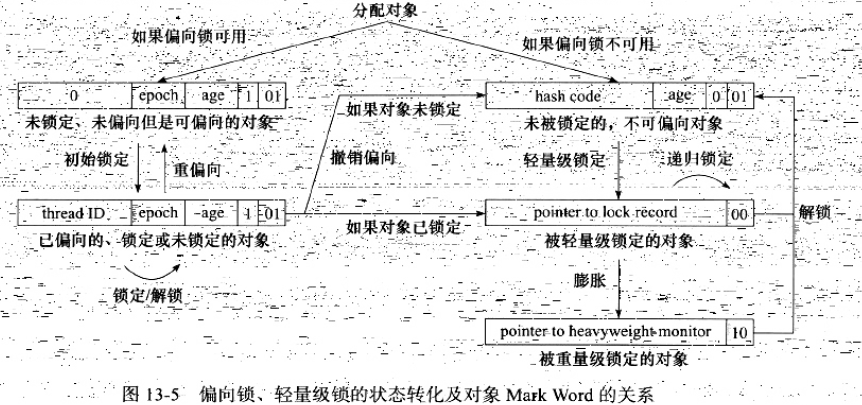 分配对象
如果偏向锁可用
如果偏向锁不可用
0 epoch age 1 01
hash code age 0 01
未锁定、未偏向但是可偏向的对象
如果对象未锁定
未被锁定的，不可偏向对象
初始锁定
重偏向
撤销偏向
轻量级锁定
递归锁定
thread ID epoch age 1 01
pointer to lock record 00
解锁
已偏向的、锁定或未锁定的对象
如果对象已锁定
被轻量级锁定的对象
锁定/解锁
膨胀
pointer to heavyweight monitor 10
被重量级锁定的对象
图 13-5 偏向锁、轻量级锁的状态转化及对象 Mark Word 的关系